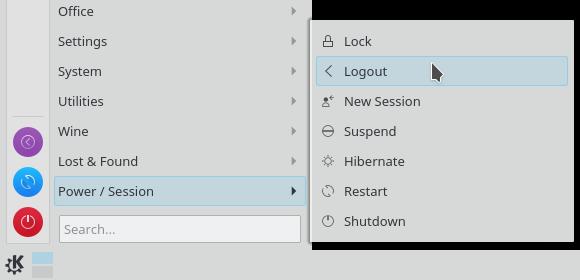 Office
Settings
System
Utilities
Wine
Lost & Found
Power / Session
Search...
Lock
Logout
New Session
Suspend
Hibernate
Restart
Shutdown